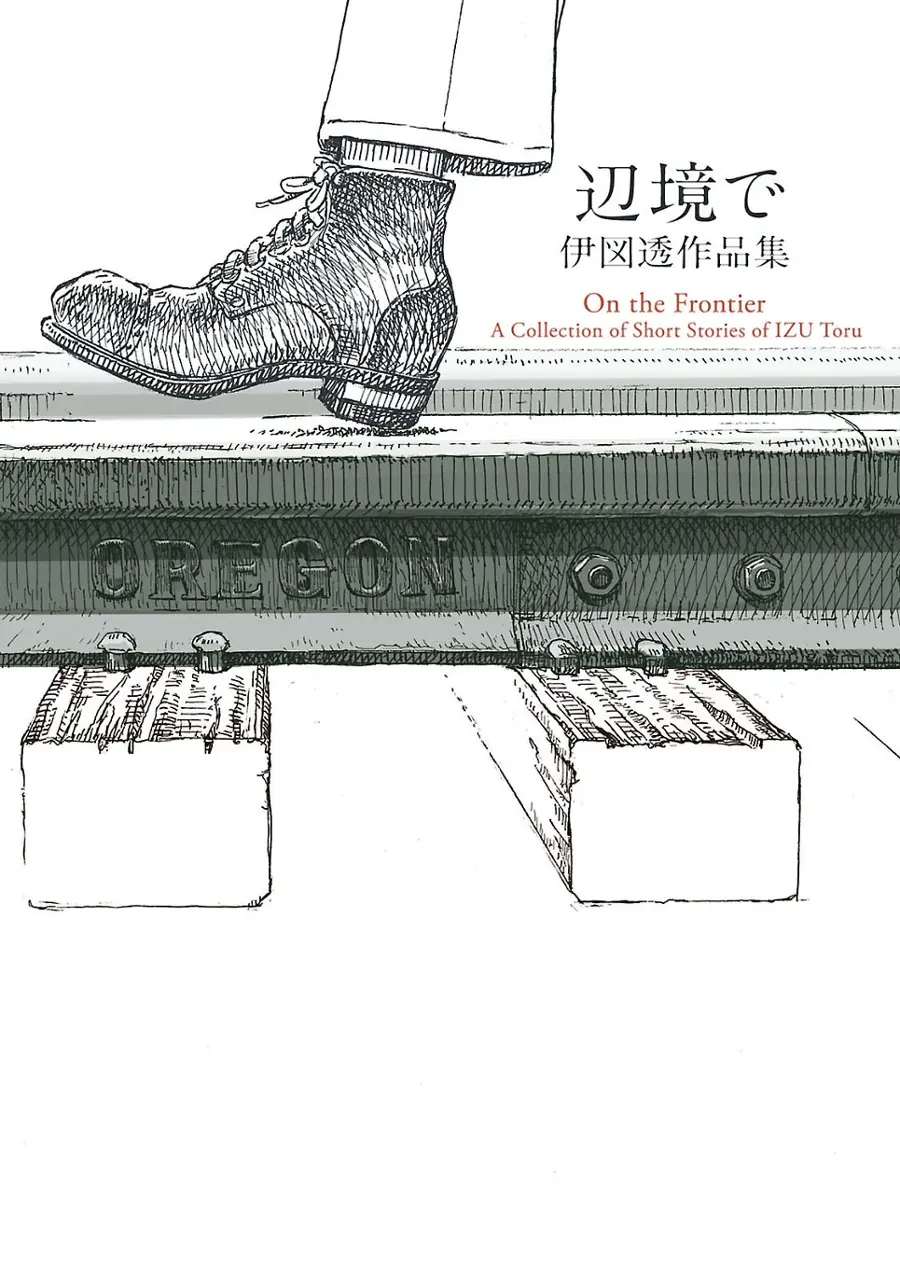 辺境で
伊図透作品集
On the Frontier
A Collection of Short Stories of IZU Toru
OREGON